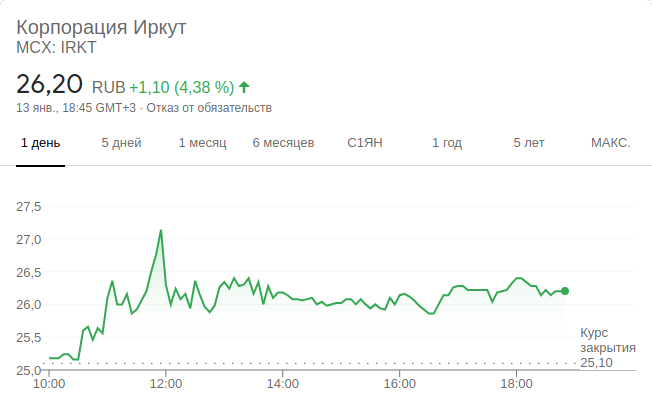 Корпорация Иркут
MCX: IRKT
26,20 RUB +1,10 (4,38 %)
13 янв., 18:45 GMT+3 · Отказ от обязательств
1 день 5 дней 1 месяц 6 месяцев С1ЯН 1 год 5 лет МАКС.
27,5
27,0
26,5
26,0
25,5
25,0
Курс
закрытия
25,10
10:00 12:00 14:00 16:00 18:00